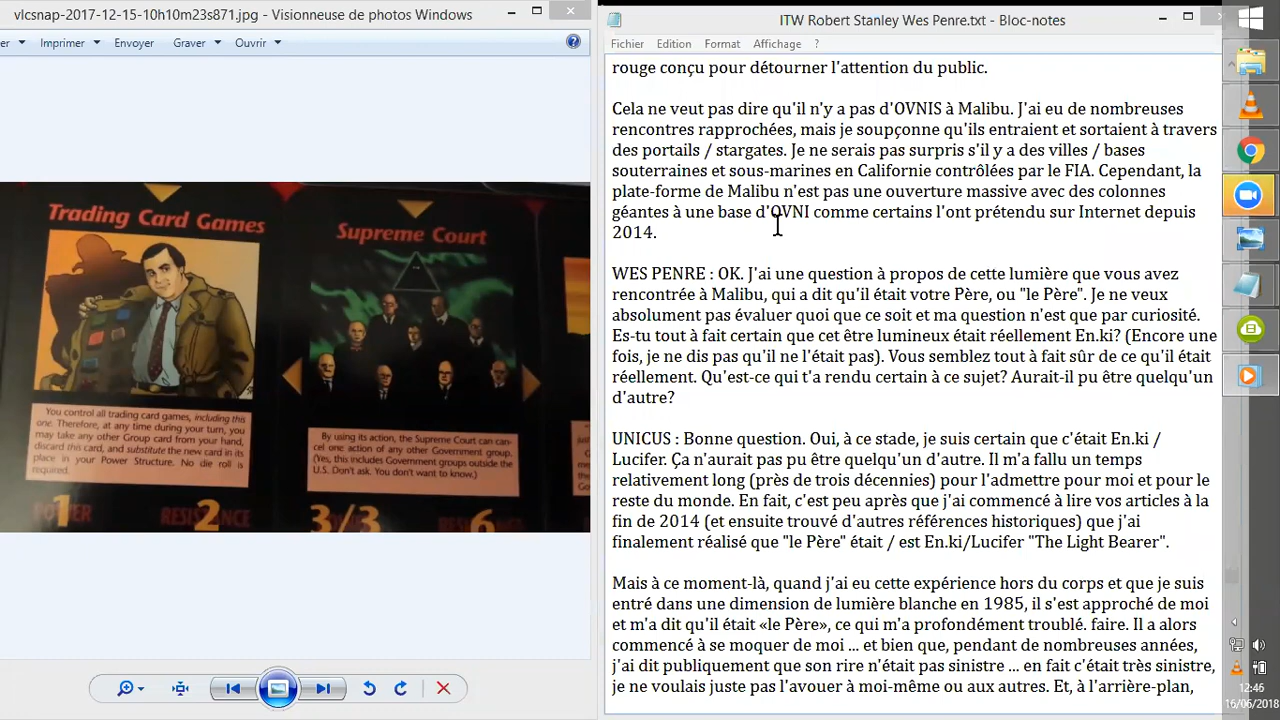 vlcsnap-2017-12-15-10h10m23s871.jpg - Visionneuse de photos Windows
Imprimer Envoyer Graver Ouvrir
Trading Card Games
You control all trading card games, including this
one. Therefore, at any time during your turn, you
may take any other Group card from your hand,
discard this card, and substitute the new card in its
place in your Power Structure. No die roll is
required.
1
RESISTANCE
2
Supreme Court
By using its action, the Supreme Court can can-
cel one action of any other Government group.
(Yes, this includes Government groups outside the
U.S. Don't ask. You don't want to know.)
3/3
6
ITW Robert Stanley Wes Penre.txt - Bloc-notes
Fichier Edition Format Affichage ?
rouge conçu pour détourner l'attention du public.
Cela ne veut pas dire qu'il n'y a pas d'OVNIS à Malibu. J'ai eu de nombreuses
rencontres rapprochées, mais je soupçonne qu'ils entraient et sortaient à travers
des portails / stargates. Je ne serais pas surpris s'il y a des villes / bases
souterraines et sous-marines en Californie contrôlées par le FIA. Cependant, la
plate-forme de Malibu n'est pas une ouverture massive avec des colonnes
géantes à une base d'OVNI comme certains l'ont prétendu sur Internet depuis
2014.
WES PENRE : OK. J'ai une question à propos de cette lumière que vous avez
rencontrée à Malibu, qui a dit qu'il était votre Père, ou "le Père". Je ne veux
absolument pas évaluer quoi que ce soit et ma question n'est que par curiosité.
Es-tu tout à fait certain que cet être lumineux était réellement En.ki? (Encore une
fois, je ne dis pas qu'il ne l'était pas). Vous semblez tout à fait sûr de ce qu'il était
réellement. Qu'est-ce qui t'a rendu certain à ce sujet? Aurait-il pu être quelqu'un
d'autre?
UNICUS : Bonne question. Oui, à ce stade, je suis certain que c'était En.ki /
Lucifer. Ça n'aurait pas pu être quelqu'un d'autre. Il m'a fallu un temps
relativement long (près de trois décennies) pour l'admettre pour moi et pour le
reste du monde. En fait, c'est peu après que j'ai commencé à lire vos articles à la
fin de 2014 (et ensuite trouvé d'autres références historiques) que j'ai
finalement réalisé que "le Père" était / est En.ki/Lucifer "The Light Bearer".
Mais à ce moment-là, quand j'ai eu cette expérience hors du corps et que je suis
entré dans une dimension de lumière blanche en 1985, il s'est approché de moi
et m'a dit qu'il était «le Père», ce qui m'a profondément troublé. faire. Il a alors
commencé à se moquer de moi ... et bien que, pendant de nombreuses années,
j'ai dit publiquement que son rire n'était pas sinistre ... en fait c'était très sinistre,
je ne voulais juste pas l'avouer à moi-même ou aux autres. Et, à l'arrière-plan,
12:46
16/06/2018